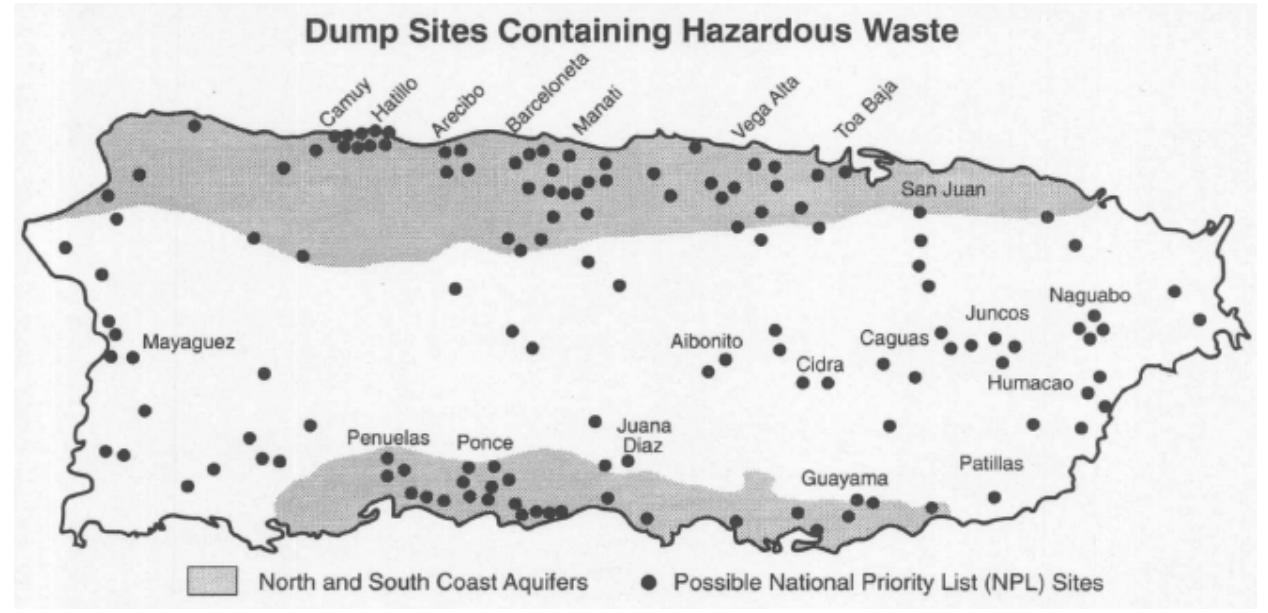 Dump Sites Containing Hazardous Waste
Camuy
Hatillo
Arecibo
Barceloneta
Manati
Vega Alta
Toa Baja
San Juan
Naguabo
Juncos
Mayaguez
Aibonito
Caguas
Cidra
Humacao
Juana
Diaz
Penuelas
Ponce
Patillas
Guayama
North and South Coast Aquifers
Possible National Priority List (NPL) Sites